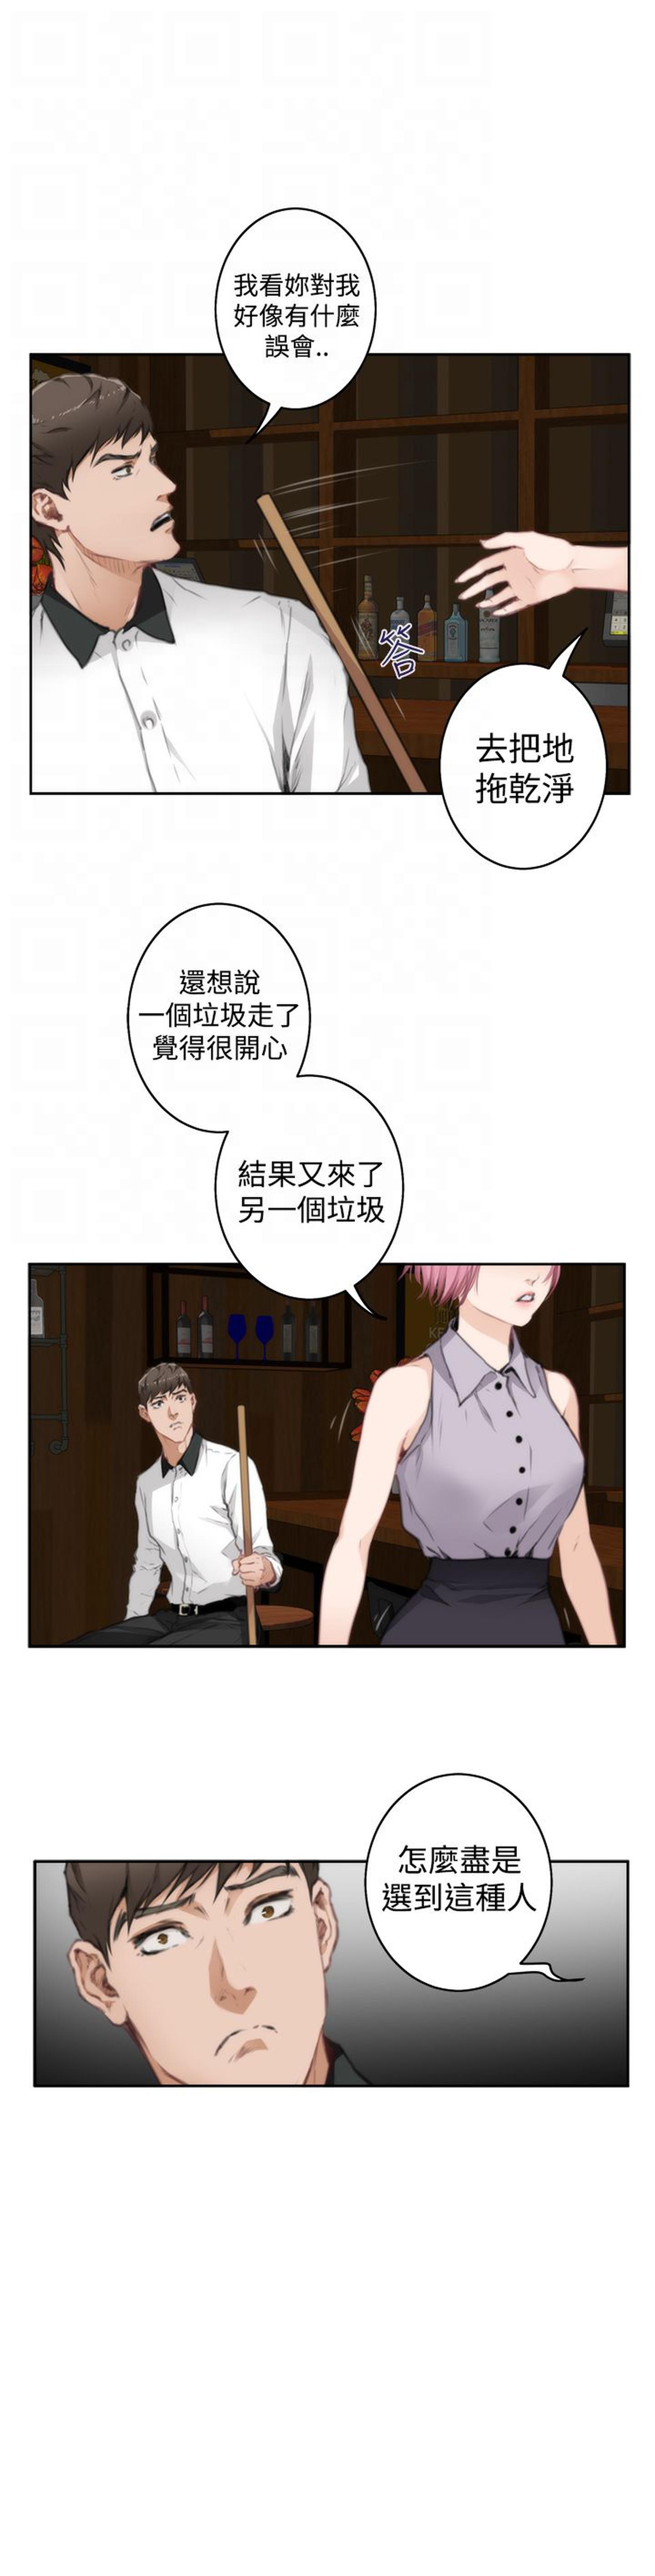 我看妳對我
好像有什麼
誤會..
答
去把地
拖乾淨
還想說
一個垃圾走了
覺得很開心
結果又來了
另一個垃圾
KE
怎麼盡是
選到這種人